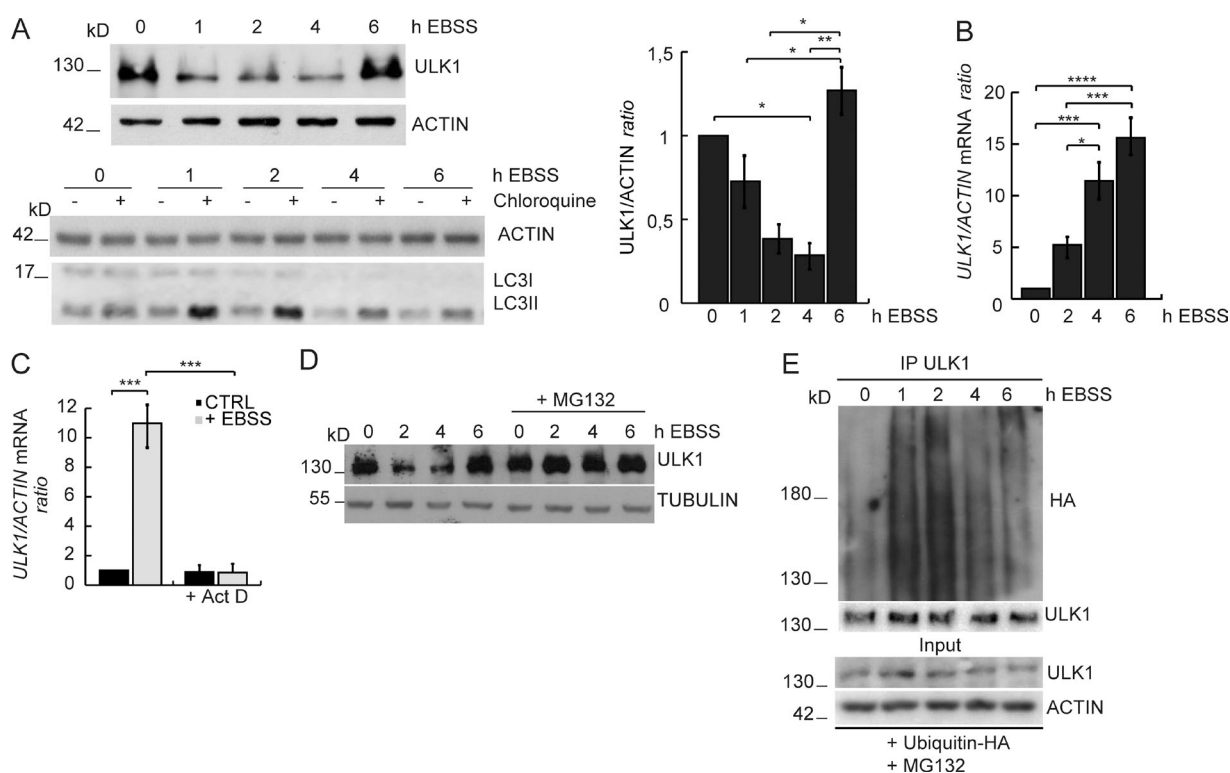 A
kD 0 1 2 4 6 h EBSS
130 ULK1
42 ACTIN
0 1 2 4 6 h EBSS
- + - + - + - + - + Chloroquine
kD
42 ACTIN
17 LC3I
LC3II
ULK1/ACTIN ratio
1,5
1
0,5
0
*
*
**
*
0 1 2 4 6 h EBSS
B
ULK1/ACTIN mRNA ratio
20
15
10
5
0
****
***
***
*
0 2 4 6 h EBSS
C
ULK1/ACTIN mRNA
ratio
12
10
8
6
4
2
0
*** ***
CTRL
+ EBSS
+ Act D
D
+ MG132
kD 0 2 4 6 0 2 4 6 h EBSS
130 ULK1
55 TUBULIN
E
IP ULK1
kD 0 1 2 4 6 h EBSS
180 HA
130
130 ULK1
Input
130 ULK1
42 ACTIN
+ Ubiquitin-HA
+ MG132